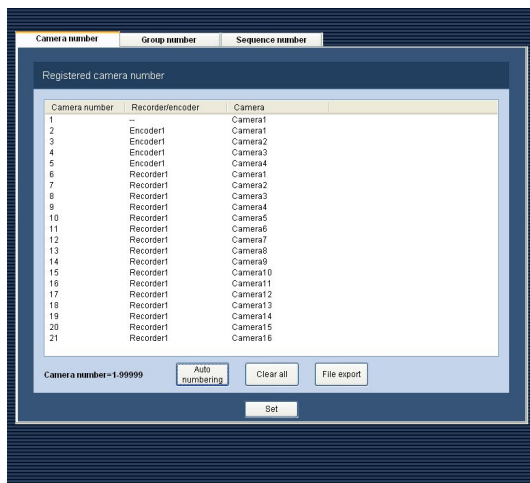 Camera number Group number Sequence number
Registered camera number
Camera number Recorder/encoder Camera
1 -- Camera1
2 Encoder1 Camera1
3 Encoder1 Camera2
4 Encoder1 Camera3
5 Encoder1 Camera4
6 Recorder1 Camera1
7 Recorder1 Camera2
8 Recorder1 Camera3
9 Recorder1 Camera4
10 Recorder1 Camera5
11 Recorder1 Camera6
12 Recorder1 Camera7
13 Recorder1 Camera8
14 Recorder1 Camera9
15 Recorder1 Camera10
16 Recorder1 Camera11
17 Recorder1 Camera12
18 Recorder1 Camera13
19 Recorder1 Camera14
20 Recorder1 Camera15
21 Recorder1 Camera16
Camera number=1-99999
Auto
numbering
Clear all
File export
Set